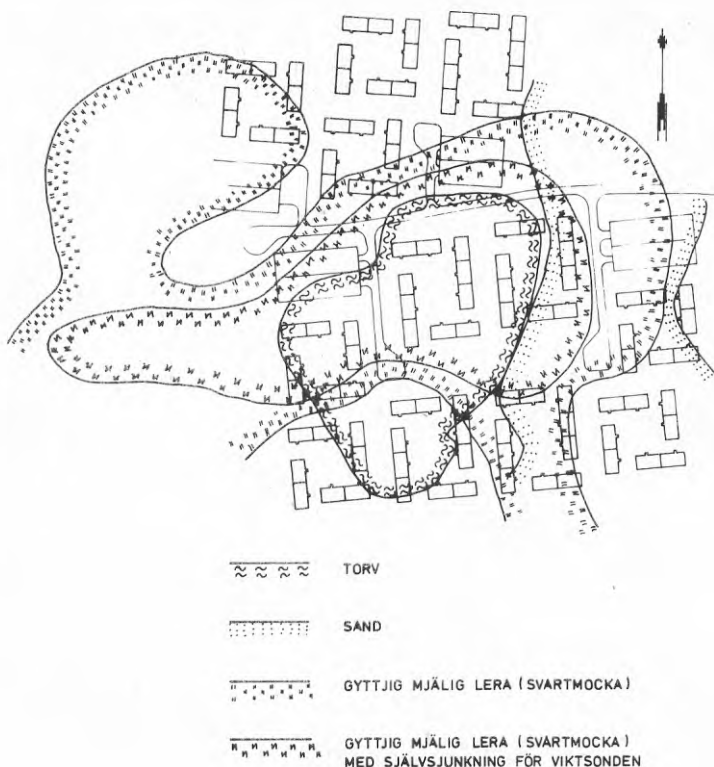 TORV
SAND
GYTTJIG MJÄLIG LERA (SVARTMOCKA)
GYTTJIG MJÄLIG LERA (SVARTMOCKA)
MED SJÄLVSJUNKNING FÖR VIKTSONDEN